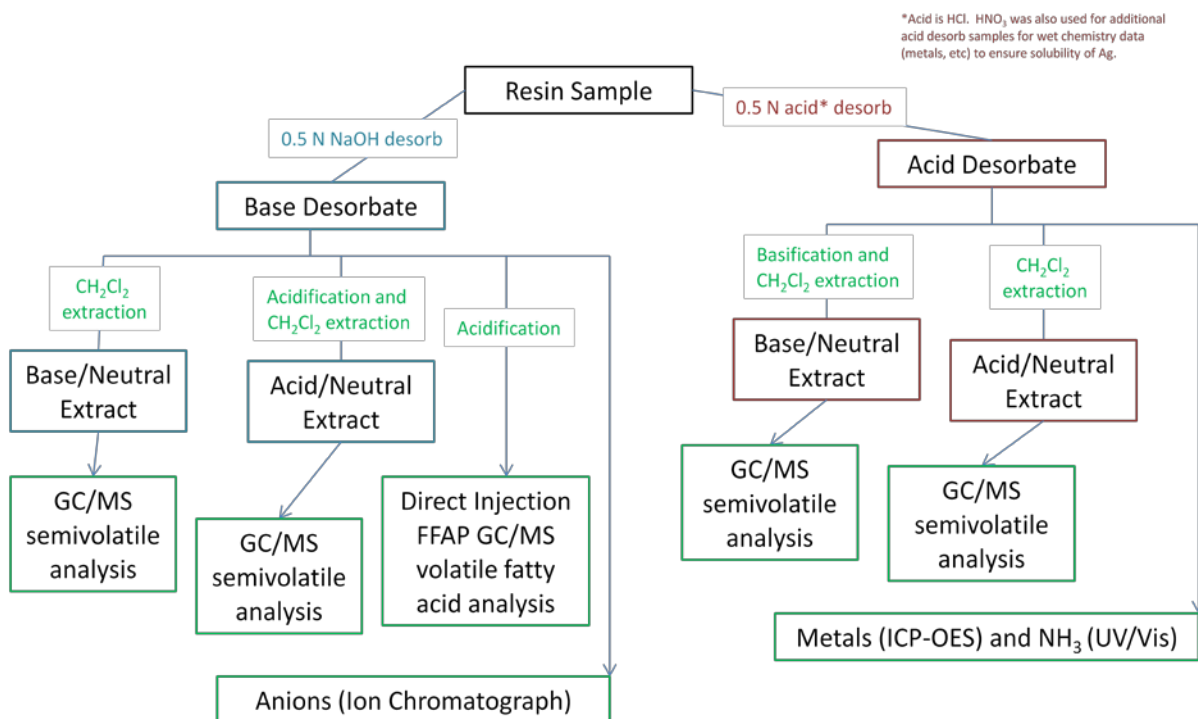 *Acid is HCl. HNO₃ was also used for additional
acid desorb samples for wet chemistry data
(metals, etc) to ensure solubility of Ag.
Resin Sample
0.5 N NaOH desorb
0.5 N acid* desorb
Base Desorbate
Acid Desorbate
CH₂Cl₂
extraction
Acidification and
CH₂Cl₂ extraction
Acidification
Basification and
CH₂Cl₂ extraction
CH₂Cl₂
extraction
Base/Neutral
Extract
Acid/Neutral
Extract
Base/Neutral
Extract
Acid/Neutral
Extract
GC/MS
semivolatile
analysis
GC/MS
semivolatile
analysis
Direct Injection
FFAP GC/MS
volatile fatty
acid analysis
GC/MS
semivolatile
analysis
GC/MS
semivolatile
analysis
Anions (Ion Chromatograph)
Metals (ICP-OES) and NH₃ (UV/Vis)